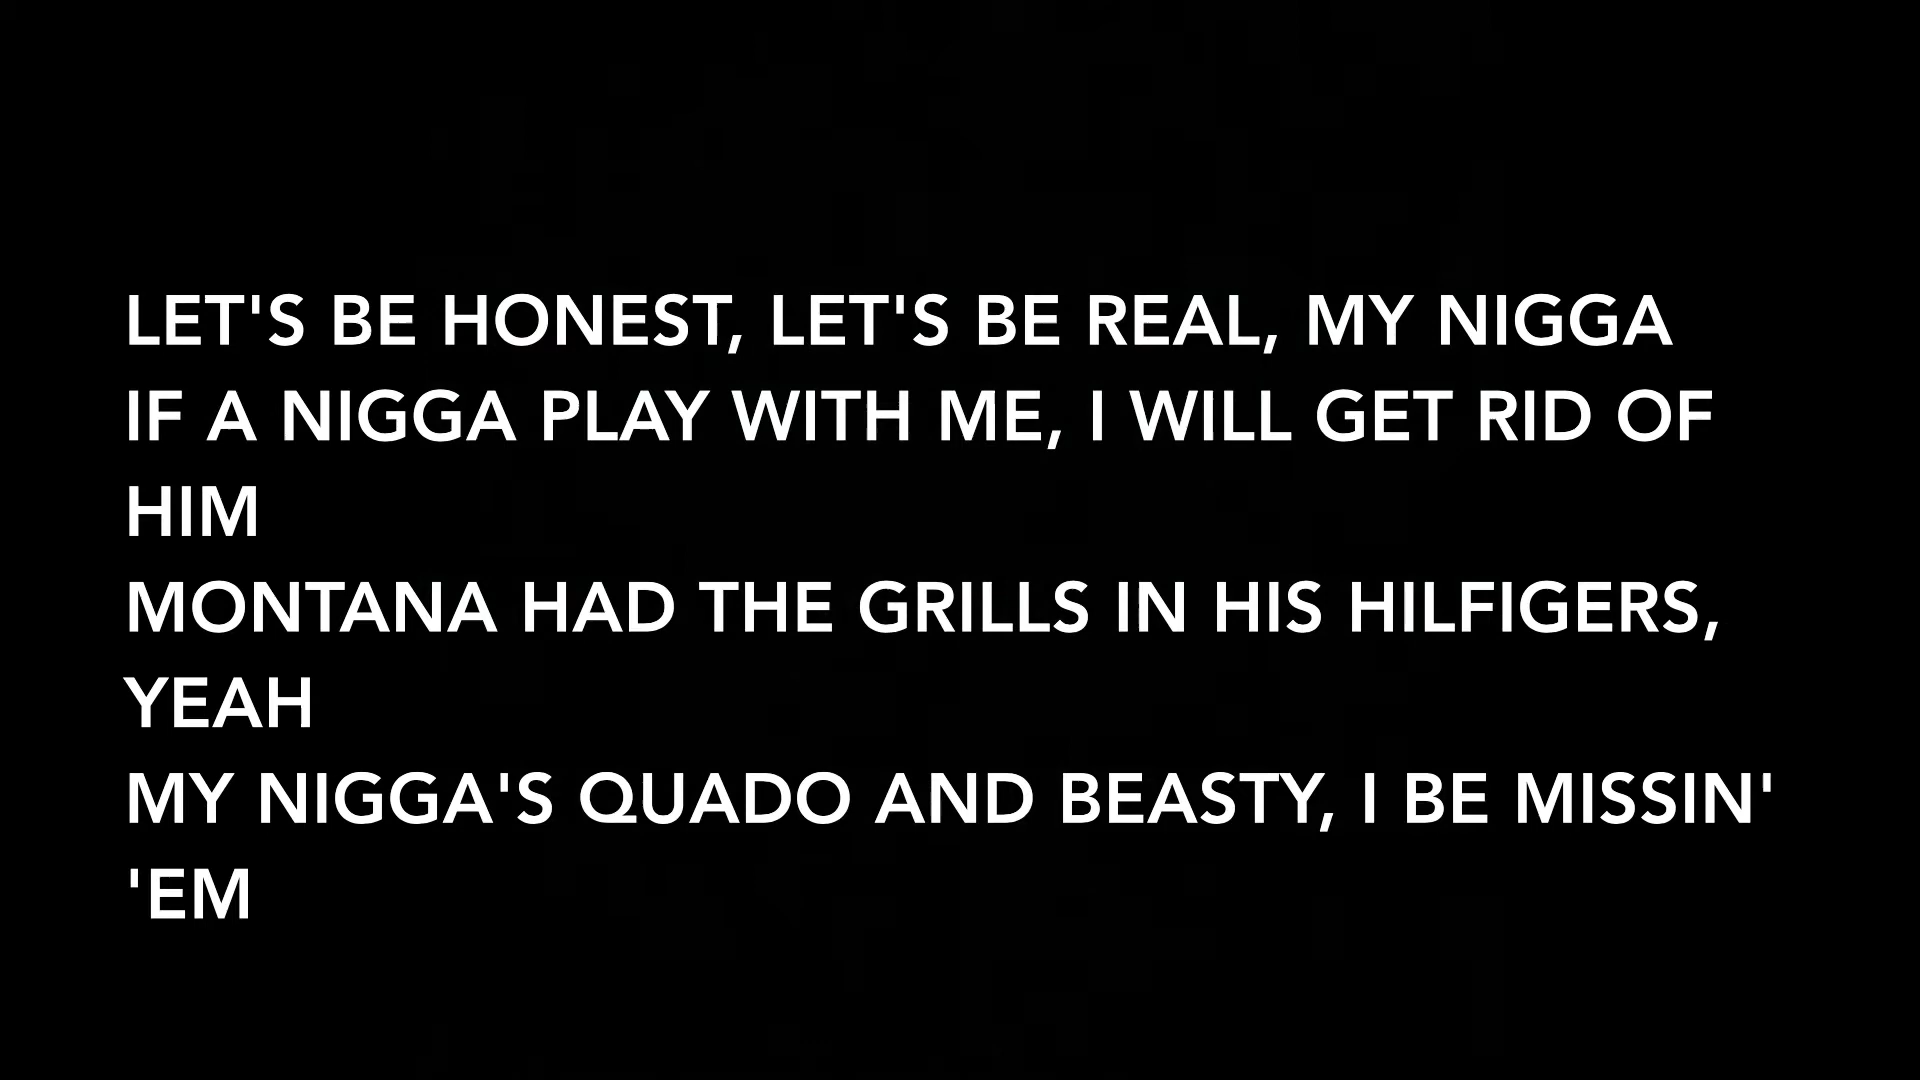 LET'S BE HONEST, LET'S BE REAL, MY NIGGA
IF A NIGGA PLAY WITH ME, I WILL GET RID OF
HIM
MONTANA HAD THE GRILLS IN HIS HILFIGERS,
YEAH
MY NIGGA'S QUADO AND BEASTY, I BE MISSIN'
'EM